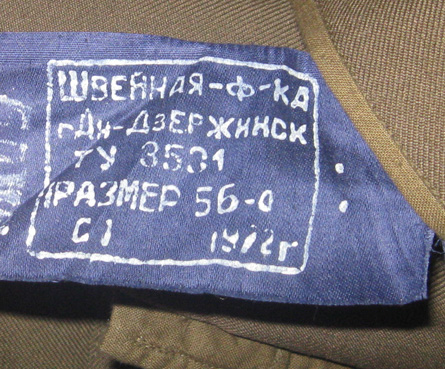 ШВЕЙНАЯ-Ф-КА
г Дн-ДЗЕРЖИНСК
ТУ 3531
РАЗМЕР 56-0
С1 1972г